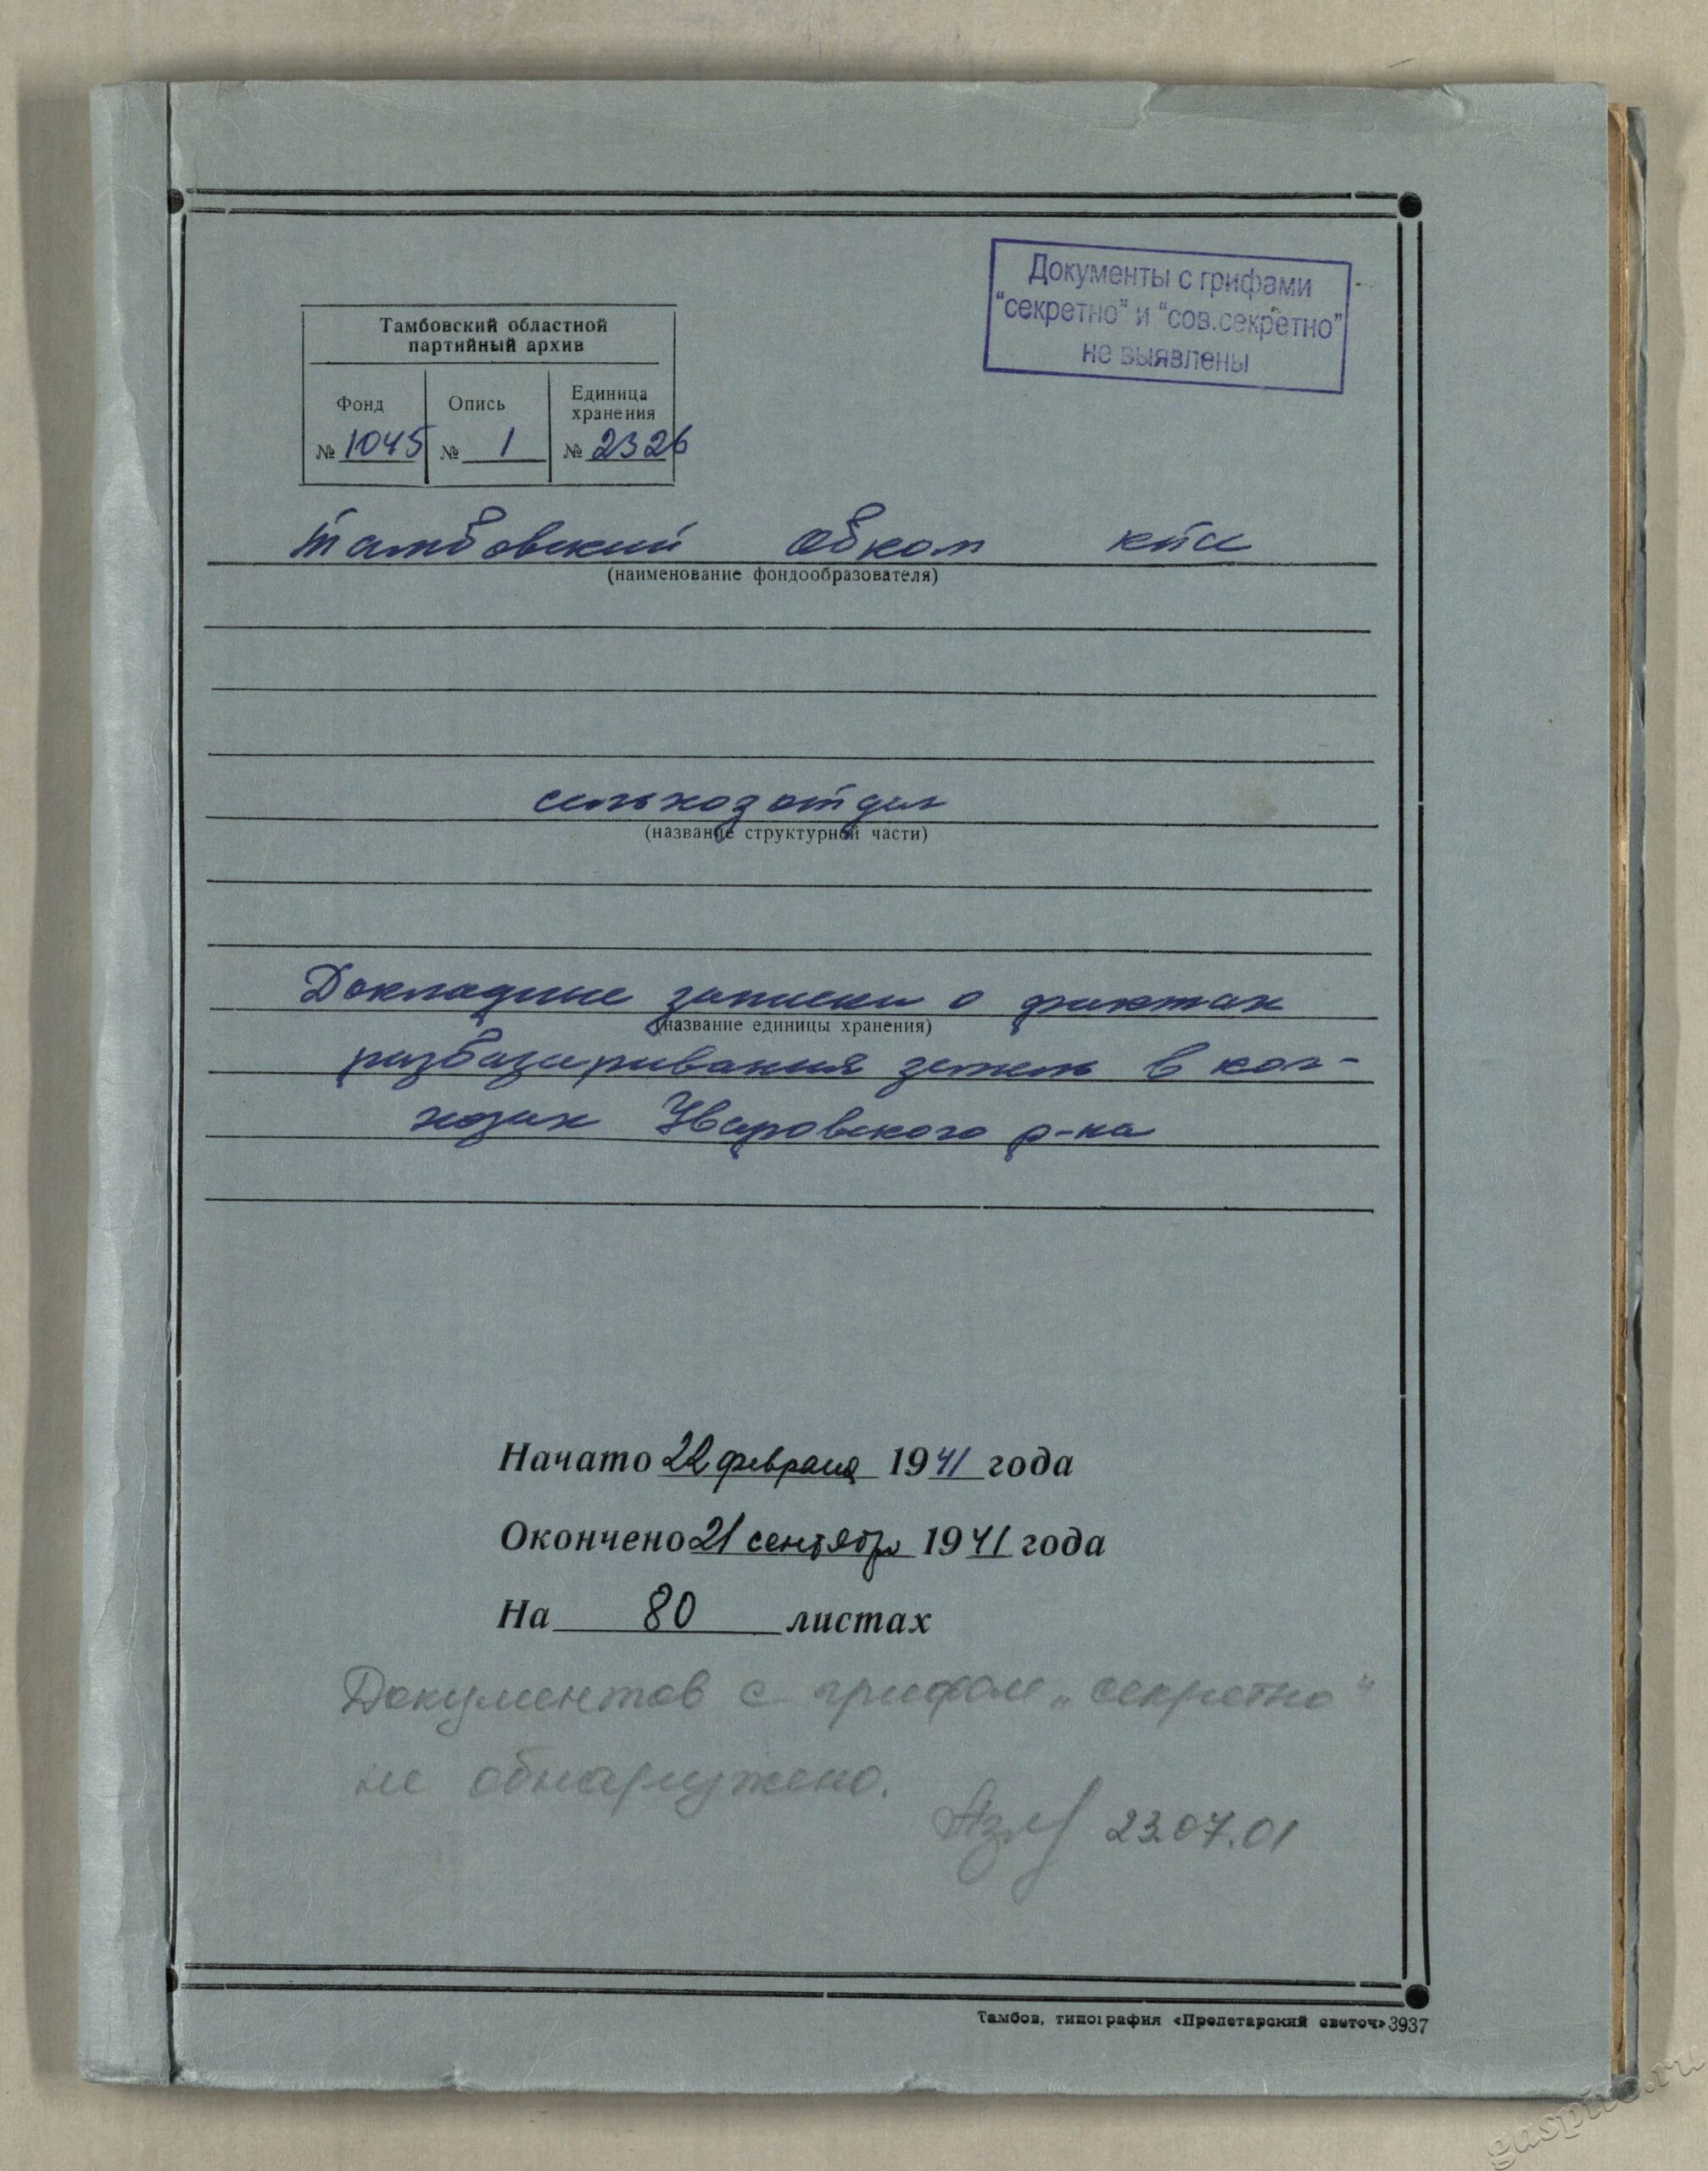 Документы с грифами
"секретно" и "сов.секретно"
не выявлены
Тамбовский областной
партийный архив
Фонд Опись Единица хранения
№ 1045 № 1 № 2326
Тамбовский обком
(наименование фондообразователя)
сельхозотдел
(название структурной части)
Докладные записки о фактах
(название единицы хранения)
разбазаривания земель в кол-
хозах Уваровского р-на
Начато 22 февраля 1941 года
Окончено 21 сентябр 1941 года
На 80 листах
Документов с грифом „секретно"
не обнаружено.
23.07.01
Тамбов, типография «Пролетарский светоч» 3937
gaspito.ru